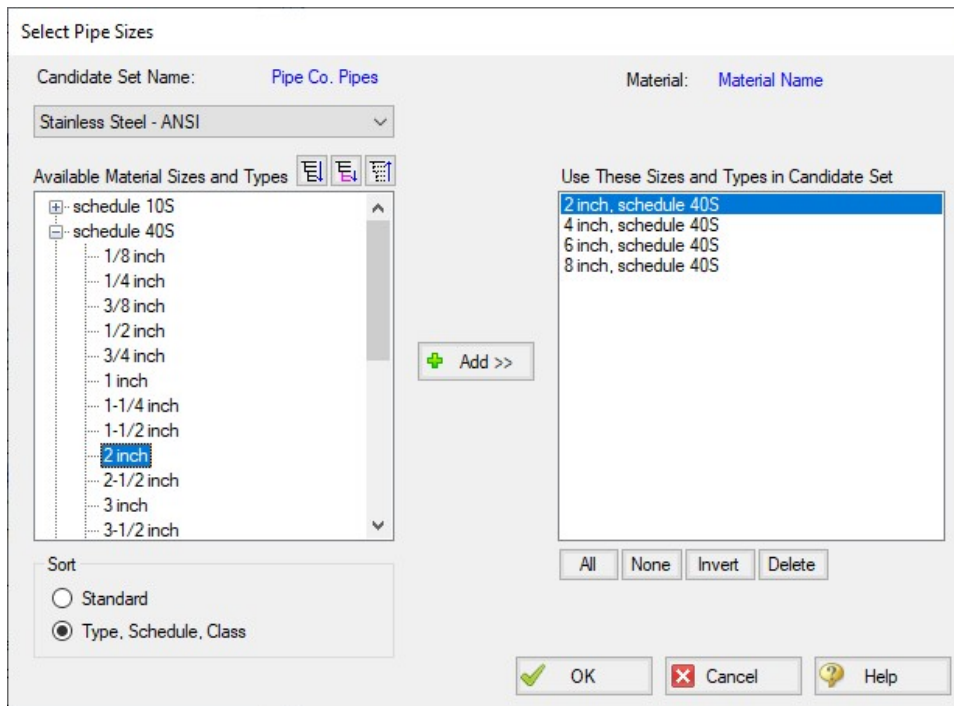 Select Pipe Sizes
Candidate Set Name: Pipe Co. Pipes
Material: Material Name
Stainless Steel - ANSI
Available Material Sizes and Types
schedule 10S
schedule 40S
1/8 inch
1/4 inch
3/8 inch
1/2 inch
3/4 inch
1 inch
1-1/4 inch
1-1/2 inch
2 inch
2-1/2 inch
3 inch
3-1/2 inch
Add >>
Use These Sizes and Types in Candidate Set
2 inch, schedule 40S
4 inch, schedule 40S
6 inch, schedule 40S
8 inch, schedule 40S
All None Invert Delete
Sort
Standard
Type, Schedule, Class
OK Cancel Help